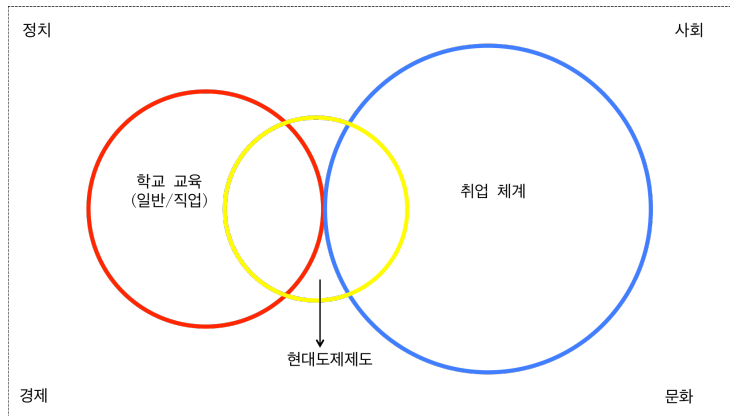 정치
사회
학교 교육
(일반/직업)
취업 체계
현대도제제도
경제
문화